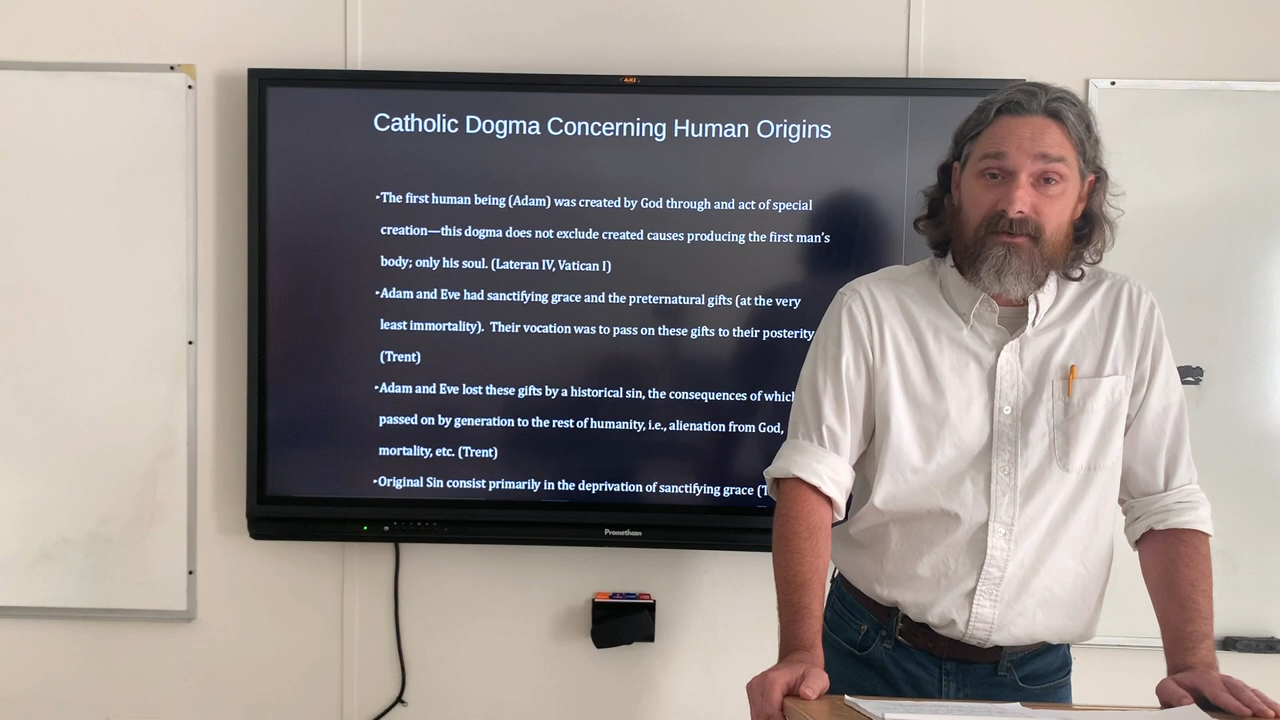 Catholic Dogma Concerning Human Origins
•The first human being (Adam) was created by God through and act of special
creation—this dogma does not exclude created causes producing the first man's
body; only his soul. (Lateran IV, Vatican I)
•Adam and Eve had sanctifying grace and the preternatural gifts (at the very
least immortality). Their vocation was to pass on these gifts to their posterity
(Trent)
•Adam and Eve lost these gifts by a historical sin, the consequences of which
passed on by generation to the rest of humanity, i.e., alienation from God,
mortality, etc. (Trent)
•Original Sin consist primarily in the deprivation of sanctifying grace (T
Promethean